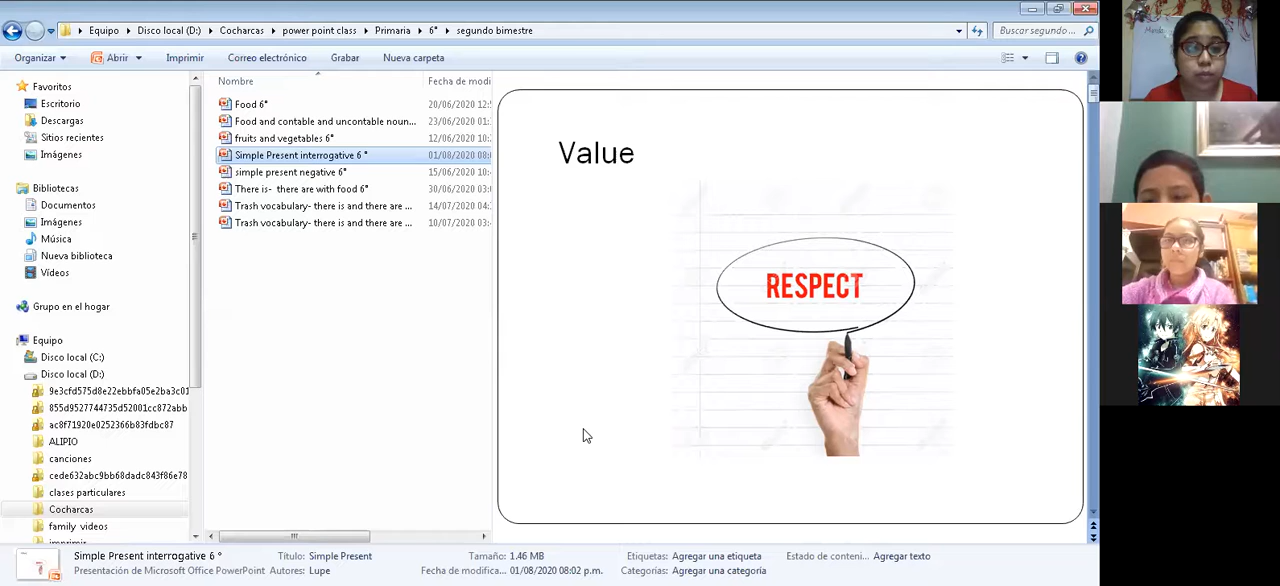 Equipo
Disco local (D:)
Cocharcas
power point class
Primaria
6°
segundo bimestre
Buscar segundo ...
Organizar
Abrir
Imprimir
Correo electrónico
Grabar
Nueva carpeta
Favoritos
Escritorio
Descargas
Sitios recientes
Imágenes
Bibliotecas
Documentos
Imágenes
Música
Nueva biblioteca
Vídeos
Grupo en el hogar
Equipo
Disco local (C:)
Disco local (D:)
9e3cfd575d8e22ebbfa05e2ba3c01
855d9527744735d52001cc872abb
ac8f71920e0252366b83fdbc87
ALIPIO
canciones
cede632abc9bb68dadc843f86e78
clases particulares
Cocharcas
family videos
imprimir
Nombre
Fecha de modi
Food 6°
20/06/2020 12:
Food and contable and uncontable noun...
23/06/2020 01:
fruits and vegetables 6°
12/06/2020 10:
Simple Present interrogative 6 °
01/08/2020 08:
simple present negative 6°
15/06/2020 10:
There is- there are with food 6°
30/06/2020 03:
Trash vocabulary- there is and there are ...
14/07/2020 03:
Trash vocabulary- there is and there are ...
/07/2020 03:
Value
RESPECT
Simple Present interrogative 6 °
Título: Simple Present
Tamaño: 1.46 MB
Etiquetas: Agregar una etiqueta
Estado de conteni... Agregar texto
Presentación de Microsoft Office PowerPoint
Autores: Lupe
Fecha de modifica... 01/08/2020 08:02 p.m.
Categorías: Agregar una categoría